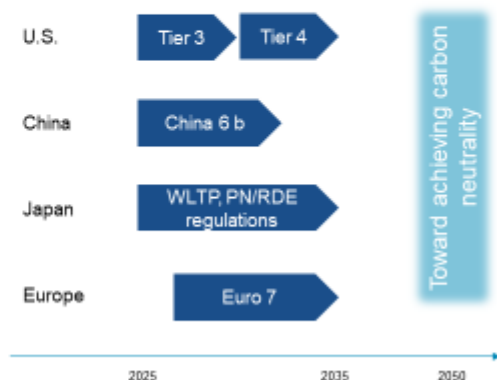 U.S.
Tier 3
Tier 4
China
China 6 b
Japan
WLTP, PN/RDE
regulations
Europe
Euro 7
Toward achieving carbon
neutrality
2025
2035
2050